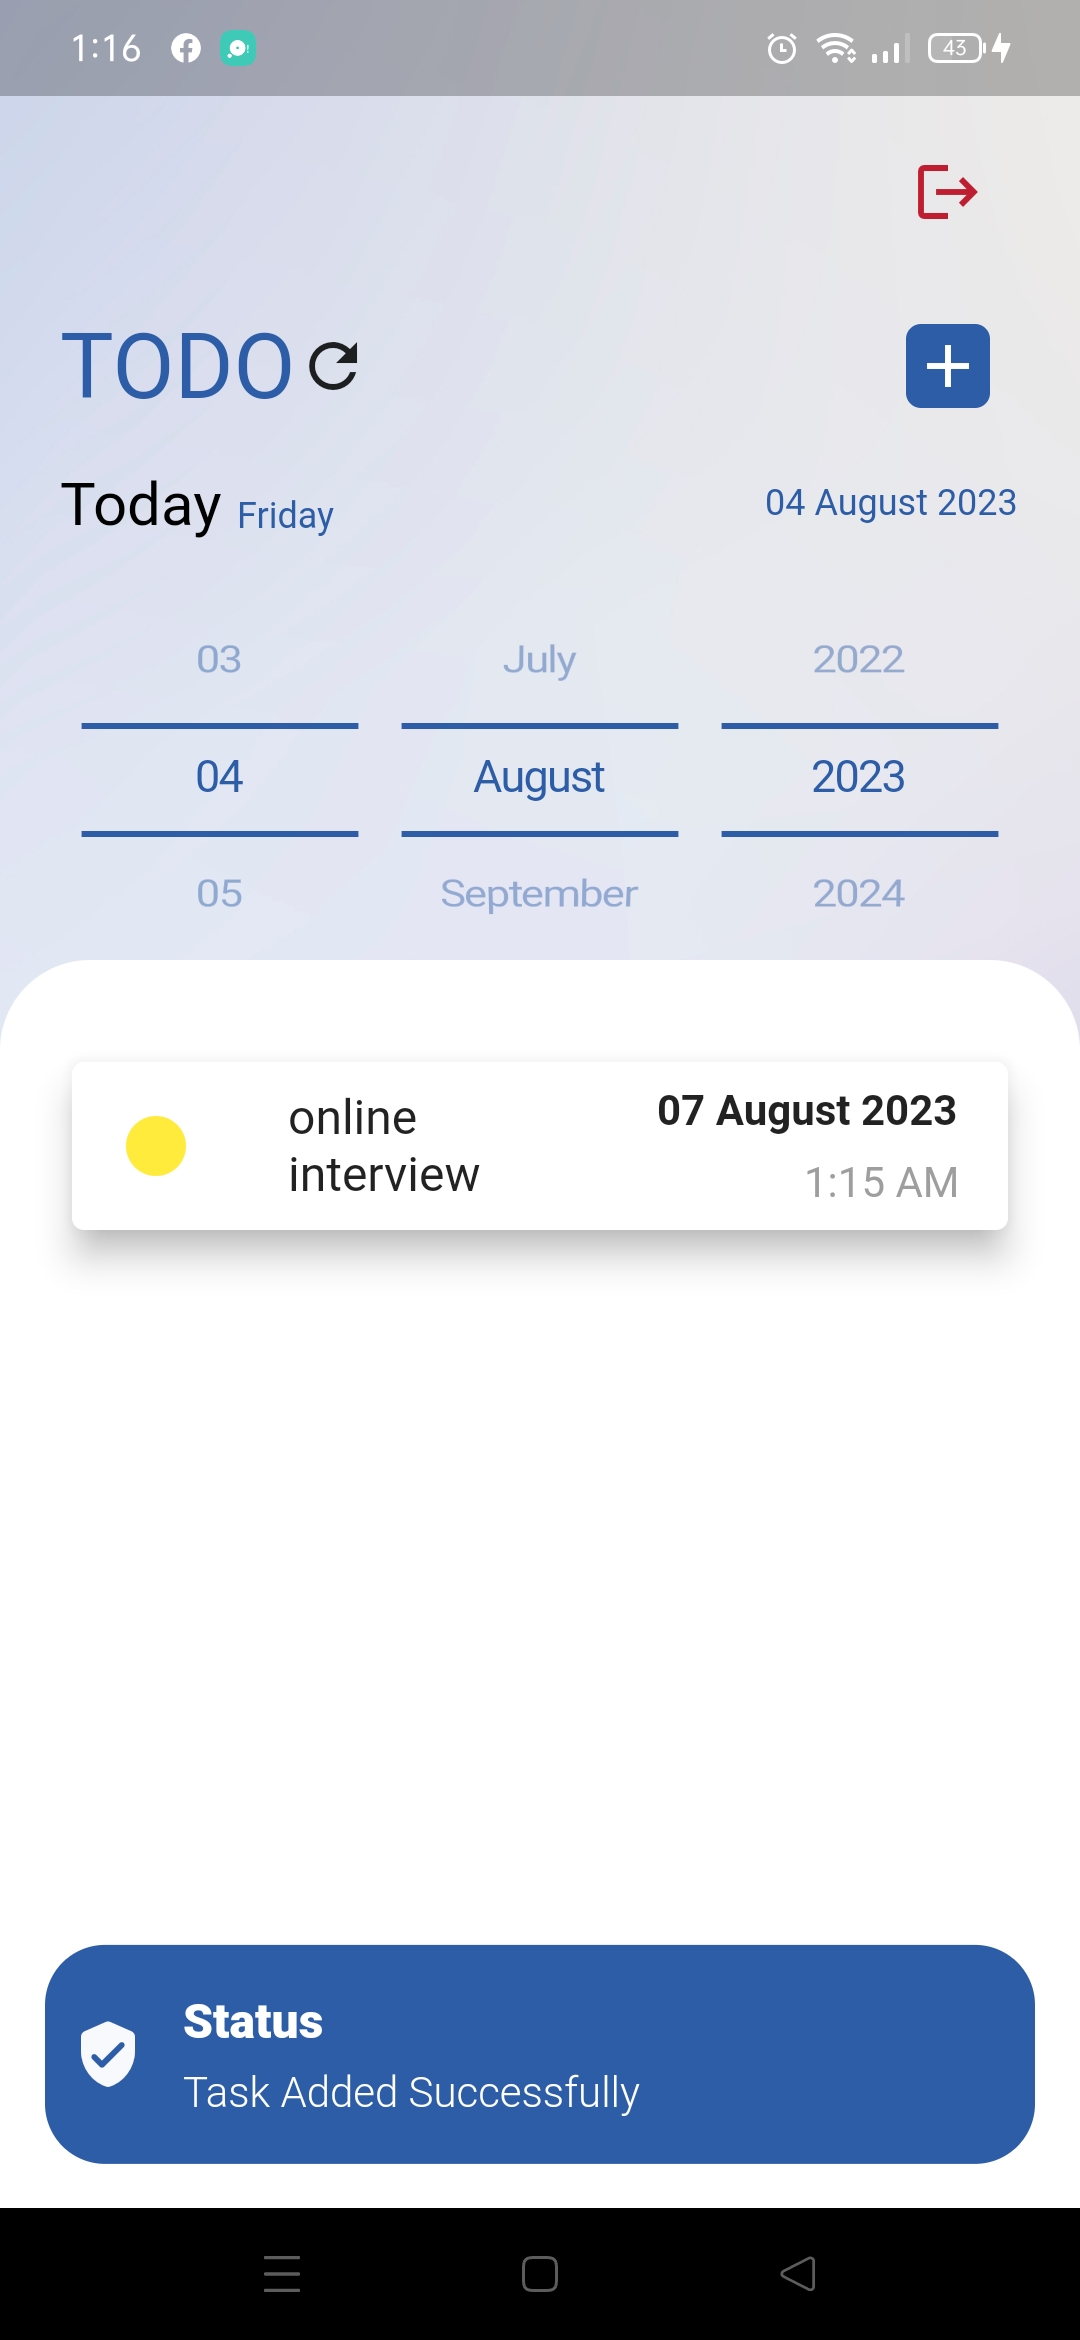 1:16
43
TODO
Today Friday 04 August 2023
03 July 2022
04 August 2023
05 September 2024
online
interview
07 August 2023
1:15 AM
Status
Task Added Successfully